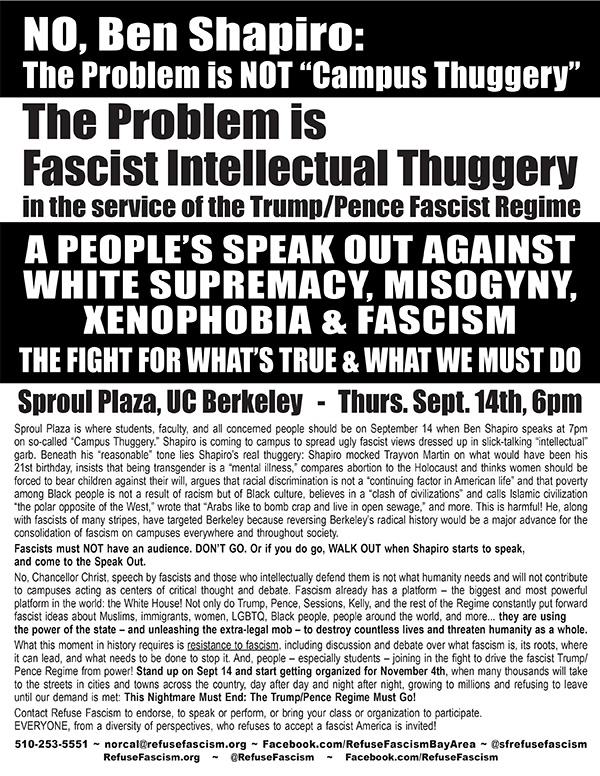 NO, Ben Shapiro:
The Problem is NOT “Campus Thuggery”
The Problem is
Fascist Intellectual Thuggery
in the service of the Trump/Pence Fascist Regime
A PEOPLE’S SPEAK OUT AGAINST
WHITE SUPREMACY, MISOGYNY,
XENOPHOBIA & FASCISM
THE FIGHT FOR WHAT’S TRUE & WHAT WE MUST DO
Sproul Plaza, UC Berkeley - Thurs. Sept. 14th, 6pm
Sproul Plaza is where students, faculty, and all concerned people should be on September 14 when Ben Shapiro speaks at 7pm
on so-called “Campus Thuggery.” Shapiro is coming to campus to spread ugly fascist views dressed up in slick-talking “intellectual”
garb. Beneath his “reasonable” tone lies Shapiro’s real thuggery: Shapiro mocked Trayvon Martin on what would have been his
21st birthday, insists that being transgender is a “mental illness,” compares abortion to the Holocaust and thinks women should be
forced to bear children against their will, argues that racial discrimination is not a “continuing factor in American life” and that poverty
among Black people is not a result of racism but of Black culture, believes in a “clash of civilizations” and calls Islamic civilization
“the polar opposite of the West,” wrote that “Arabs like to bomb crap and live in open sewage,” and more. This is harmful! He, along
with fascists of many stripes, have targeted Berkeley because reversing Berkeley’s radical history would be a major advance for the
consolidation of fascism on campuses everywhere and throughout society.
Fascists must NOT have an audience. DON’T GO. Or if you do go, WALK OUT when Shapiro starts to speak,
and come to the Speak Out.
No, Chancellor Christ, speech by fascists and those who intellectually defend them is not what humanity needs and will not contribute
to campuses acting as centers of critical thought and debate. Fascism already has a platform – the biggest and most powerful
platform in the world: the White House! Not only do Trump, Pence, Sessions, Kelly, and the rest of the Regime constantly put forward
fascist ideas about Muslims, immigrants, women, LGBTQ, Black people, people around the world, and more... they are using
the power of the state – and unleashing the extra-legal mob – to destroy countless lives and threaten humanity as a whole.
What this moment in history requires is resistance to fascism, including discussion and debate over what fascism is, its roots, where
it can lead, and what needs to be done to stop it. And, people – especially students – joining in the fight to drive the fascist Trump/
Pence Regime from power! Stand up on Sept 14 and start getting organized for November 4th, when many thousands will take
to the streets in cities and towns across the country, day after day and night after night, growing to millions and refusing to leave
until our demand is met: This Nightmare Must End: The Trump/Pence Regime Must Go!
Contact Refuse Fascism to endorse, to speak or perform, or bring your class or organization to participate.
EVERYONE, from a diversity of perspectives, who refuses to accept a fascist America is invited!
510-253-5551 ~ norcal@refusefascism.org ~ Facebook.com/RefuseFascismBayArea ~ @sfrefusefascism
RefuseFascism.org ~ @RefuseFascism ~ Facebook.com/RefuseFascism